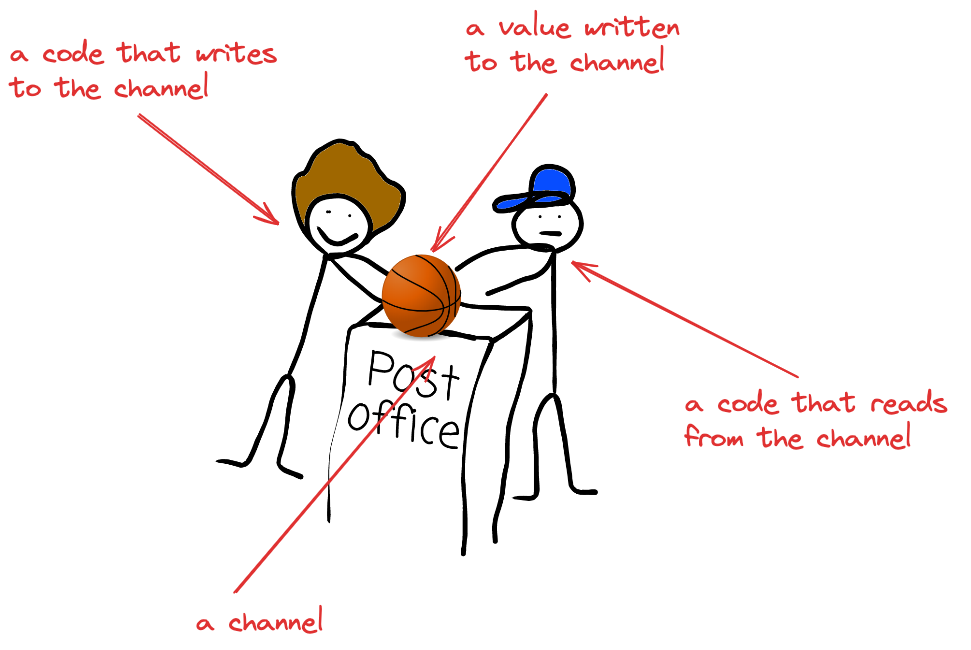 a code that writes
to the channel
a value written
to the channel
Post
office
a code that reads
from the channel
a channel